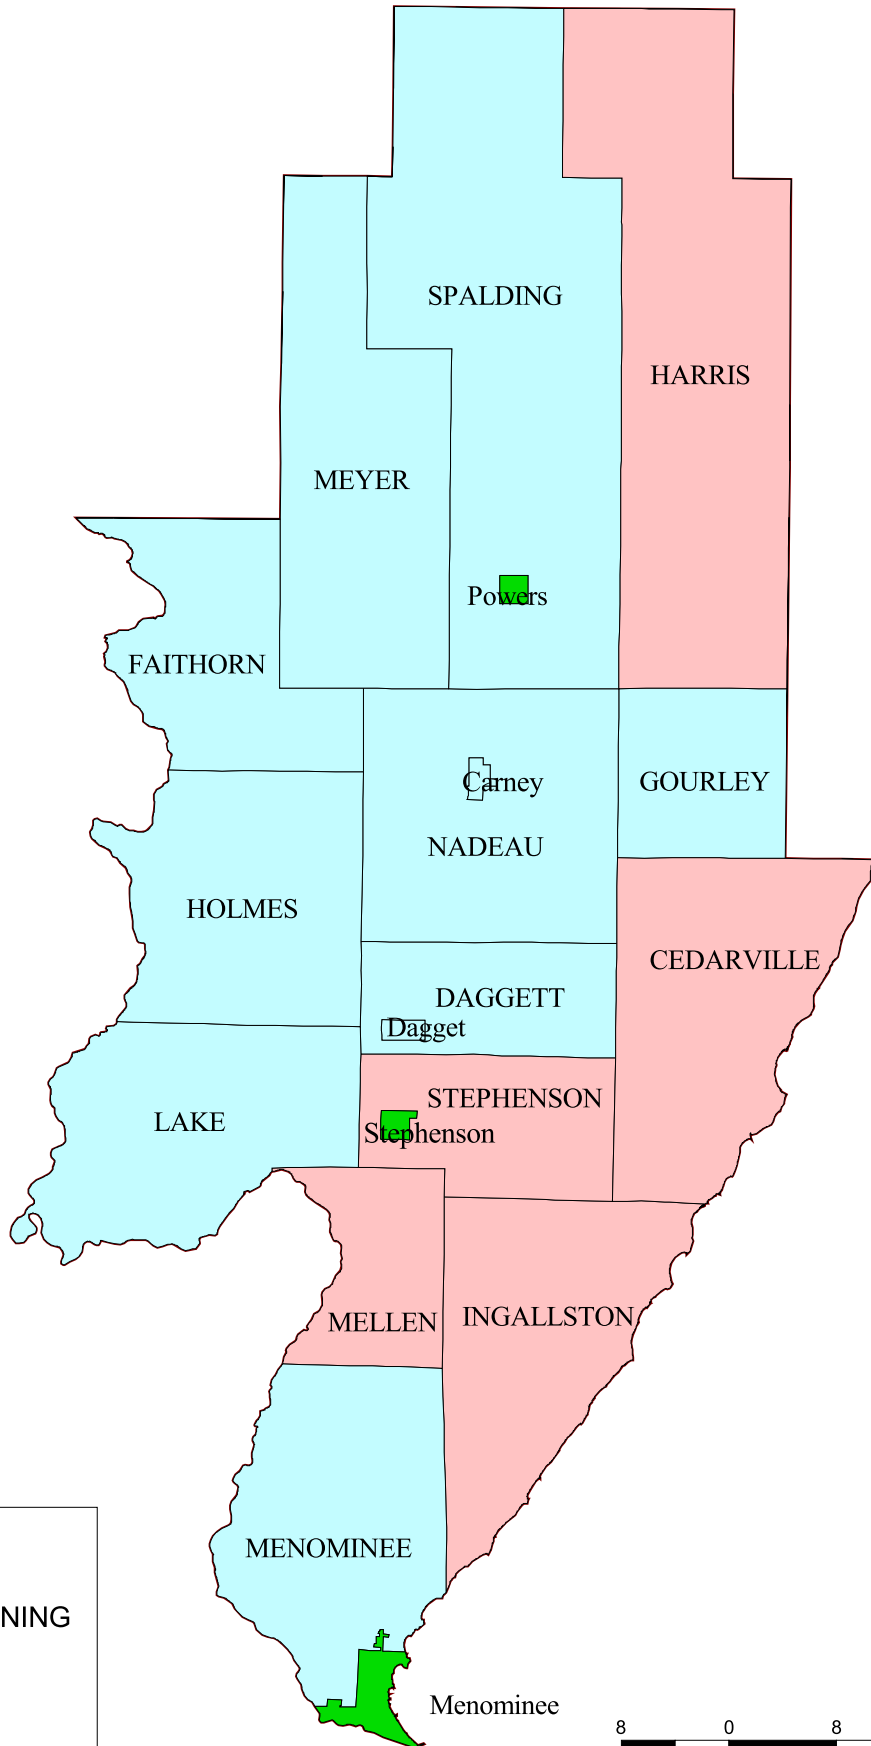 SPALDING
HARRIS
MEYER
Powers
FAITHORN
Carney
GOURLEY
NADEAU
HOLMES
CEDARVILLE
DAGGETT
Dagget
STEPHENSON
LAKE
Stephenson
MELLEN
INGALLSTON
MENOMINEE
NING
Menominee
8 0 8